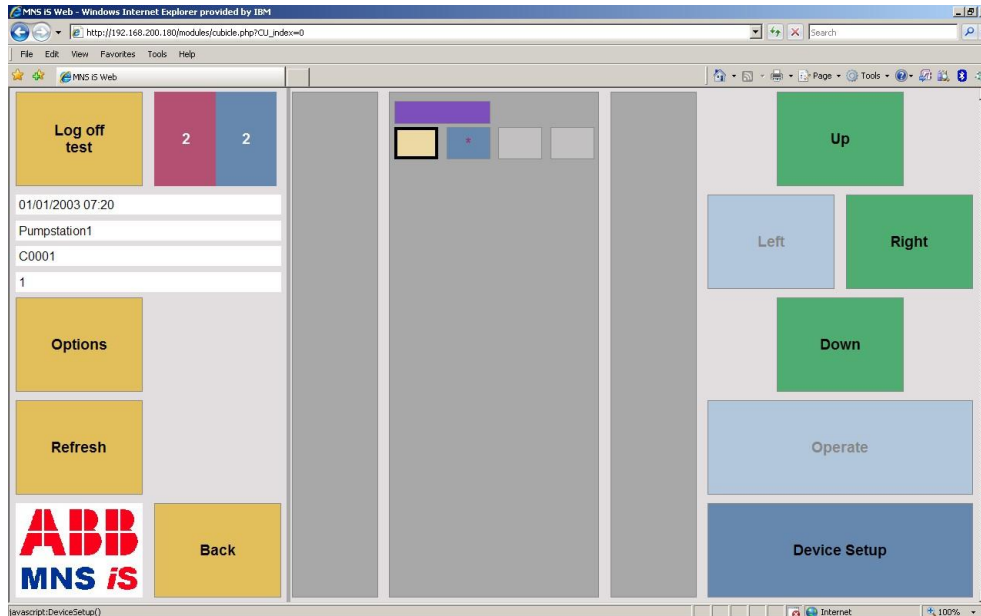 MNS iS Web - Windows Internet Explorer provided by IBM
http://192.168.200.180/modules/cubicle.php?CU_index=0
Search
File Edit View Favorites Tools Help
MNS iS Web
Page Tools
Log off
test
2 2
*
Up
01/01/2003 07:20
Pumpstation1
C0001
1
Left
Right
Options
Down
Refresh
Operate
ABB
MNS iS
Back
Device Setup
javascript:DeviceSetup()
Internet
100%